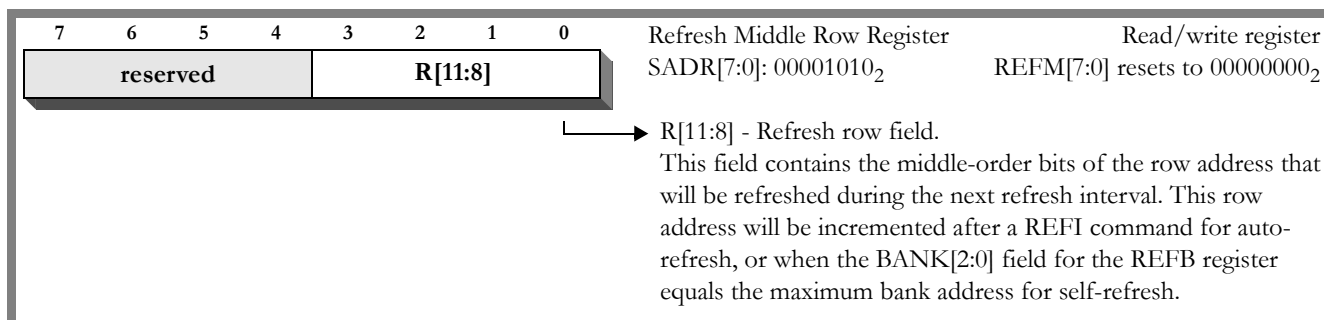 7 6 5 4 3 2 1 0
reserved R[11:8]
Refresh Middle Row Register Read/write register
SADR[7:0]: 00001010₂ REFM[7:0] resets to 00000000₂
R[11:8] - Refresh row field.
This field contains the middle-order bits of the row address that
will be refreshed during the next refresh interval. This row
address will be incremented after a REFI command for auto-
refresh, or when the BANK[2:0] field for the REFB register
equals the maximum bank address for self-refresh.